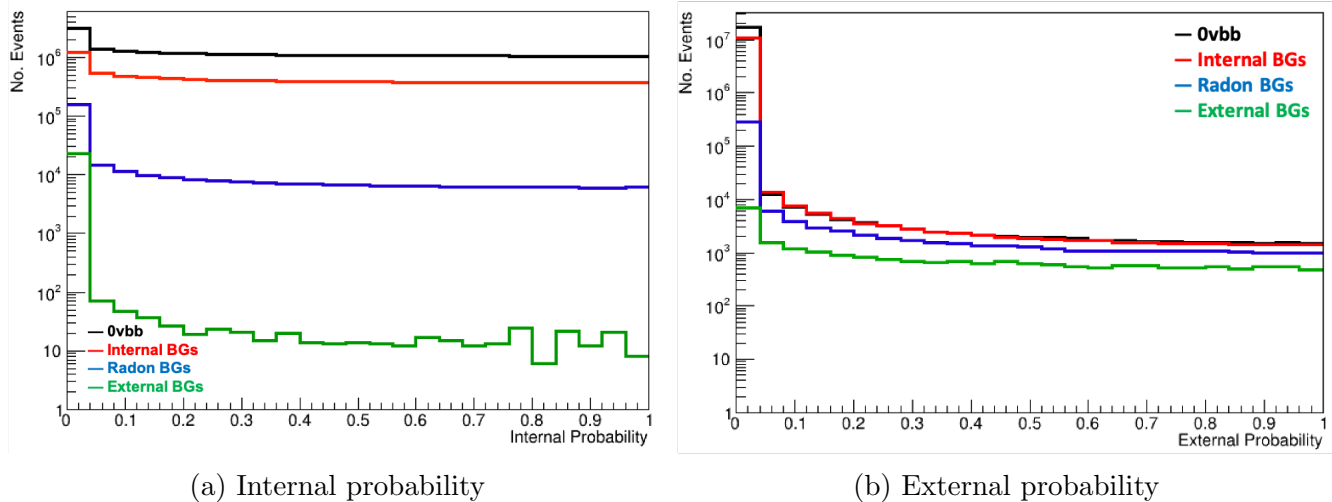 No. Events
10^6
10^5
10^4
10^3
10^2
10
1
0vbb
Internal BGs
Radon BGs
External BGs
0 0.1 0.2 0.3 0.4 0.5 0.6 0.7 0.8 0.9 1
Internal Probability
(a) Internal probability
No. Events
10^7
10^6
10^5
10^4
10^3
10^2
10
1
0vbb
Internal BGs
Radon BGs
External BGs
0 0.1 0.2 0.3 0.4 0.5 0.6 0.7 0.8 0.9 1
External Probability
(b) External probability